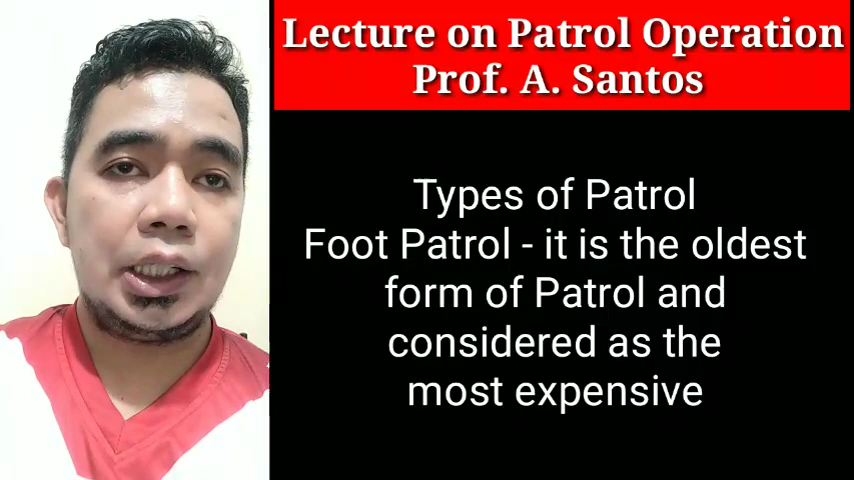 Lecture on Patrol Operation
Prof. A. Santos
Types of Patrol
Foot Patrol - it is the oldest
form of Patrol and
considered as the
most expensive